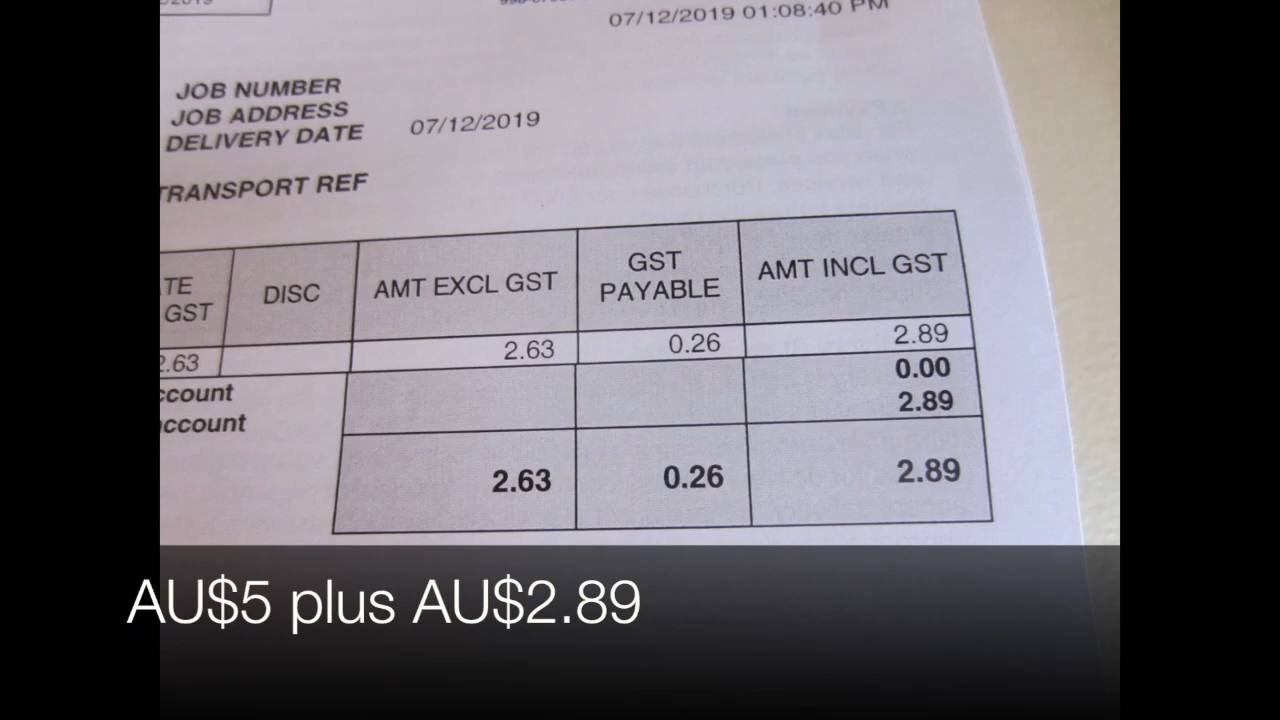 07/12/2019 01:08:40 PM
JOB NUMBER
JOB ADDRESS
DELIVERY DATE 07/12/2019
TRANSPORT REF
GST DISC AMT EXCL GST GST PAYABLE AMT INCL GST
2.63 2.63 0.26 2.89
0.00
2.89
2.63 0.26 2.89
AU$5 plus AU$2.89